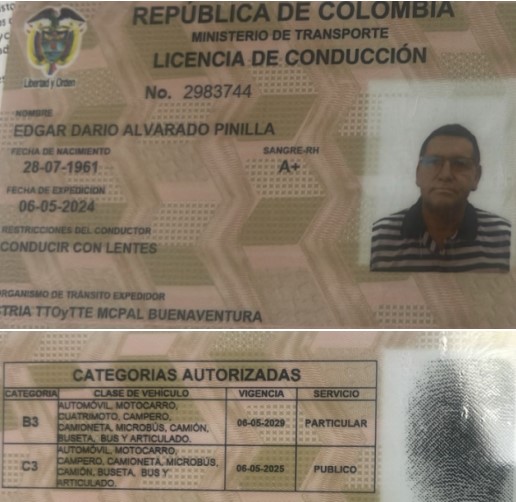 REPÚBLICA DE COLOMBIA
MINISTERIO DE TRANSPORTE
LICENCIA DE CONDUCCIÓN
Libertad y Orden
No. 2983744
NOMBRE
EDGAR DARIO ALVARADO PINILLA
FECHA DE NACIMIENTO SANGRE-RH
28-07-1961 A+
FECHA DE EXPEDICIÓN
06-05-2024
RESTRICCIONES DEL CONDUCTOR
CONDUCIR CON LENTES
ORGANISMO DE TRÁNSITO EXPEDIDOR
STRIA TTOyTTE MCPAL BUENAVENTURA
CATEGORIAS AUTORIZADAS
CATEGORIA CLASE DE VEHICULO VIGENCIA SERVICIO
B3 AUTOMÓVIL, MOTOCARRO,
CUATRIMOTO, CAMPERO,
CAMIONETA, MICROBÚS, CAMIÓN, 06-05-2029 PARTICULAR
BUSETA, BUS Y ARTICULADO.
C3 AUTOMÓVIL, MOTOCARRO,
CAMPERO, CAMIONETA, MICROBÚS, 06-05-2025 PUBLICO
CAMIÓN, BUSETA, BUS Y
ARTICULADO.